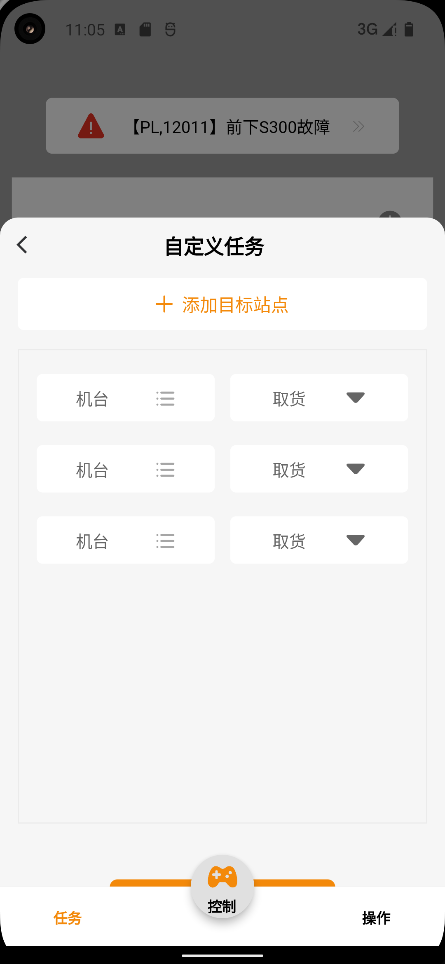 11:05
3G
【PL,12011】前下S300故障
自定义任务
添加目标站点
机台 取货
机台 取货
机台 取货
任务
控制
操作